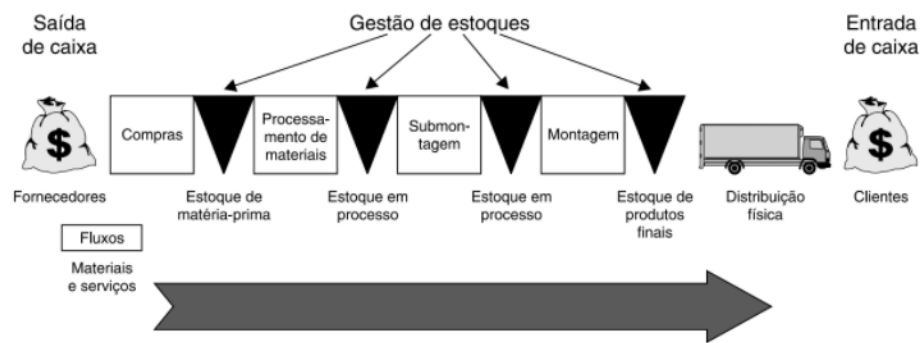 Saída
de caixa
Gestão de estoques
Entrada
de caixa
$
Compras
Processa-
mento de
materiais
Submon-
tagem
Montagem
$
Fornecedores
Estoque de
matéria-prima
Estoque em
processo
Estoque em
processo
Estoque de
produtos
finais
Distribuição
física
Clientes
Fluxos
Materiais
e serviços